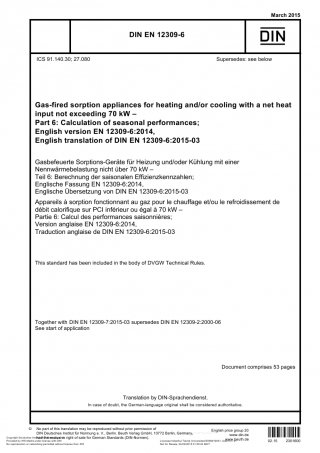 March 2015
DIN EN 12309-6
DIN
ICS 91.140.30; 27.080
Supersedes: see below
Gas-fired sorption appliances for heating and/or cooling with a net heat
input not exceeding 70 kW –
Part 6: Calculation of seasonal performances;
English version EN 12309-6:2014,
English translation of DIN EN 12309-6:2015-03
Gasbefeuerte Sorptions-Geräte für Heizung und/oder Kühlung mit einer
Nennwärmebelastung nicht über 70 kW –
Teil 6: Berechnung der saisonalen Effizienzkennzahlen;
Englische Fassung EN 12309-6:2014,
Englische Übersetzung von DIN EN 12309-6:2015-03
Appareils à sorption fonctionnant au gaz pour le chauffage et/ou le refroidissement de
débit calorifique sur PCI inférieur ou égal à 70 kW –
Partie 6: Calcul des performances saisonnières;
Version anglaise EN 12309-6:2014,
Traduction anglaise de DIN EN 12309-6:2015-03
This standard has been included in the body of DVGW Technical Rules.
Together with DIN EN 12309-7:2015-03 supersedes DIN EN 12309-2:2000-06
See start of application
Document comprises 53 pages
Translation by DIN-Sprachendienst.
In case of doubt, the German-language original shall be considered authoritative.
No part of this translation may be reproduced without prior permission of
DIN Deutsches Institut für Normung e. V., Berlin. Beuth Verlag GmbH, 10772 Berlin, Germany,
has the exclusive right of sale for German Standards (DIN-Normen).
English price group 20
www.din.de
www.beuth.de